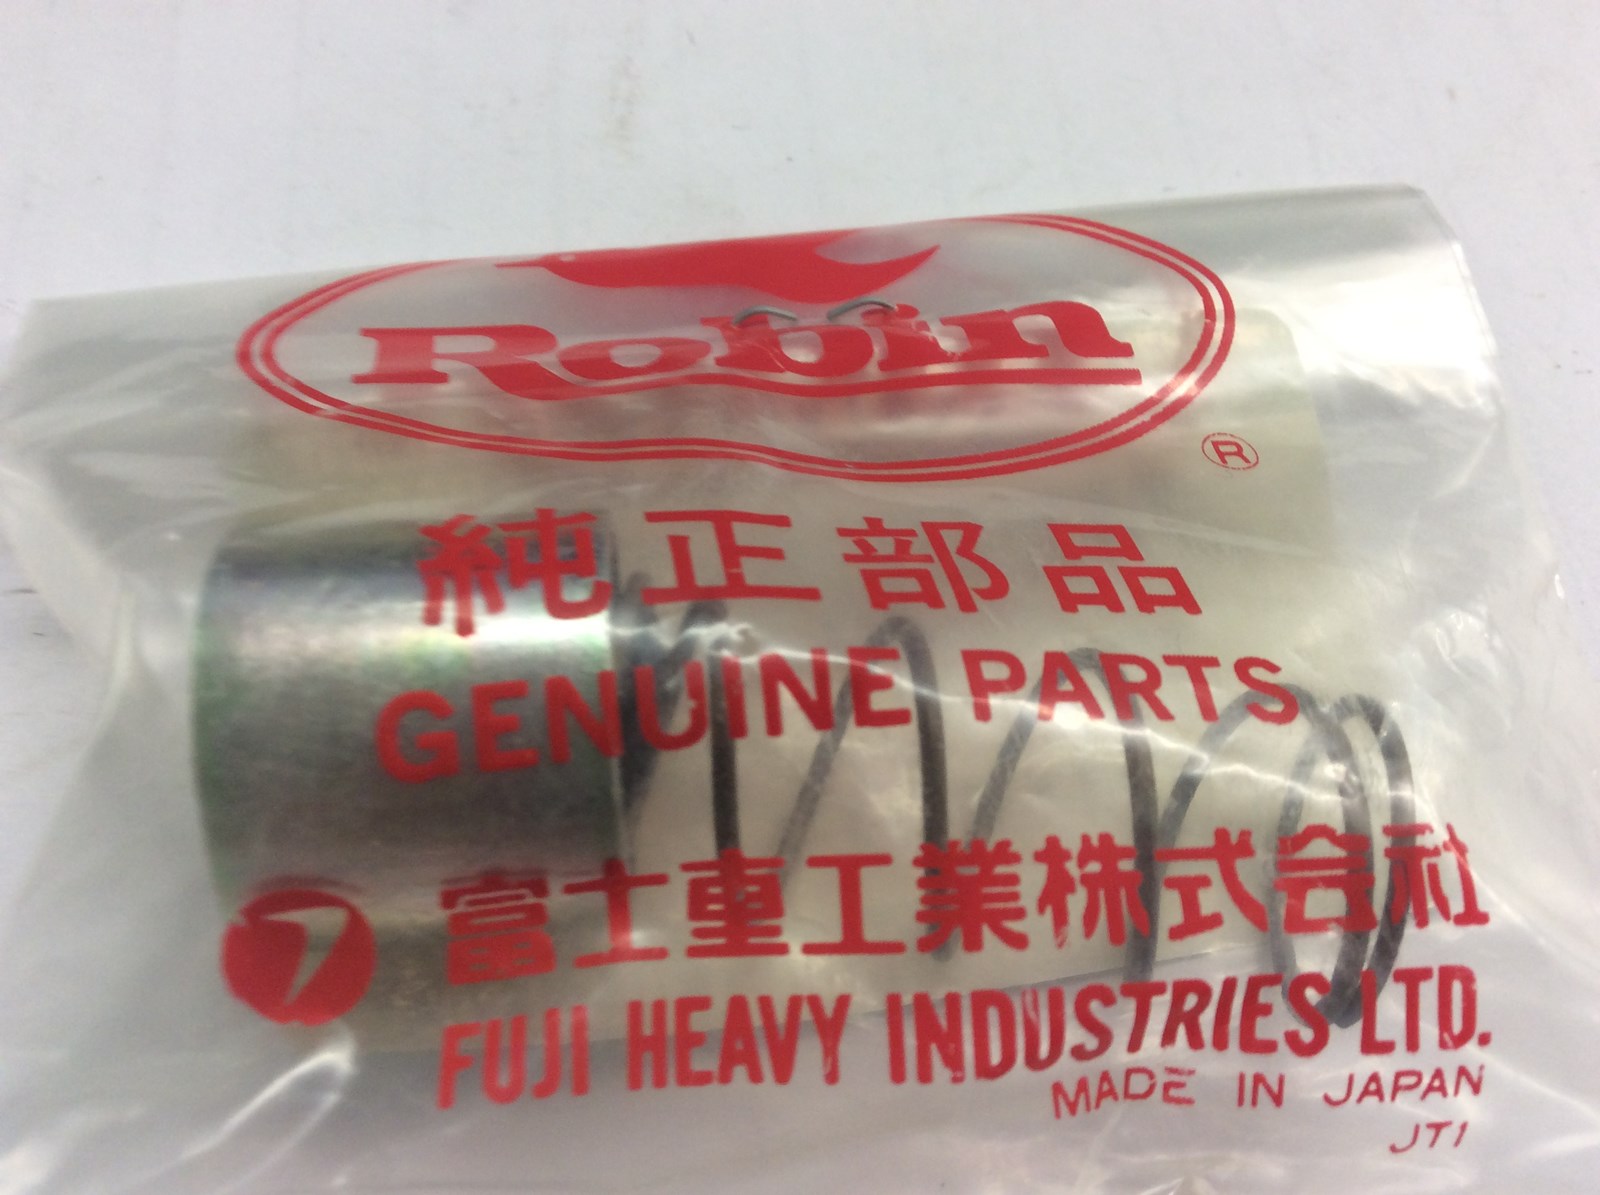 Robin
®
純正部品
GENUINE PARTS
富士重工業株式会社
FUJI HEAVY INDUSTRIES LTD.
MADE IN JAPAN
JT1